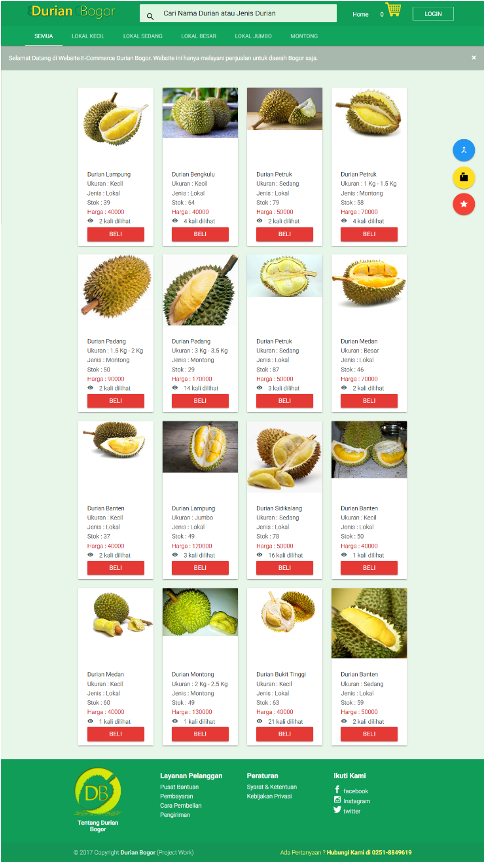 Durian Bogor
Cari Nama Durian atau Jenis Durian
Home
0
LOGIN
SEMUA
LOKAL KECIL
LOKAL SEDANG
LOKAL BESAR
LOKAL JUMBO
MONTONG
Selamat Datang di Website E-Commerce Durian Bogor. Website ini hanya melayani penjualan untuk daerah Bogor saja.
×
Durian Lampung
Ukuran : Kecil
Jenis : Lokal
Stok : 39
Harga : 40000
2 kali dilihat
BELI
Durian Bengkulu
Ukuran : Kecil
Jenis : Lokal
Stok : 64
Harga : 40000
4 kali dilihat
BELI
Durian Petruk
Ukuran : Sedang
Jenis : Lokal
Stok : 79
Harga : 50000
2 kali dilihat
BELI
Durian Petruk
Ukuran : 1 Kg - 1.5 Kg
Jenis : Montong
Stok : 58
Harga : 70000
4 kali dilihat
BELI
Durian Padang
Ukuran : 1.5 Kg - 2 Kg
Jenis : Montong
Stok : 50
Harga : 90000
2 kali dilihat
BELI
Durian Padang
Ukuran : 3 Kg - 3.5 Kg
Jenis : Montong
Stok : 29
Harga : 170000
14 kali dilihat
BELI
Durian Petruk
Ukuran : Sedang
Jenis : Lokal
Stok : 87
Harga : 50000
3 kali dilihat
BELI
Durian Medan
Ukuran : Besar
Jenis : Lokal
Stok : 46
Harga : 70000
2 kali dilihat
BELI
Durian Banten
Ukuran : Kecil
Jenis : Lokal
Stok : 37
Harga : 40000
2 kali dilihat
BELI
Durian Lampung
Ukuran : Jumbo
Jenis : Lokal
Stok : 49
Harga : 120000
3 kali dilihat
BELI
Durian Sidiksiang
Ukuran : Sedang
Jenis : Lokal
Stok : 78
Harga : 50000
16 kali dilihat
BELI
Durian Banten
Ukuran : Kecil
Jenis : Lokal
Stok : 50
Harga : 40000
1 kali dilihat
BELI
Durian Medan
Ukuran : Kecil
Jenis : Lokal
Stok : 60
Harga : 40000
1 kali dilihat
BELI
Durian Montong
Ukuran : 2 Kg - 2.5 Kg
Jenis : Montong
Stok : 49
Harga : 130000
1 kali dilihat
BELI
Durian Bukit Tinggi
Ukuran : Kecil
Jenis : Lokal
Stok : 63
Harga : 40000
21 kali dilihat
BELI
Durian Banten
Ukuran : Sedang
Jenis : Lokal
Stok : 59
Harga : 50000
2 kali dilihat
BELI
DB
Tentang Durian
Bogor
Layanan Pelanggan
Pusat Bantuan
Pembayaran
Cara Pembelian
Pengiriman
Peraturan
Syarat & Ketentuan
Kebijakan Privasi
Ikuti Kami
facebook
Instagram
twitter
© 2017 Copyright Durian Bogor (Project Work)
Ada Pertanyaan ? Hubungi Kami di 0251-8849619